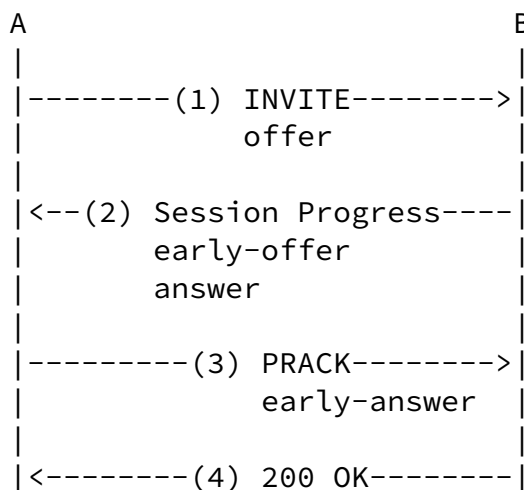 A                               B
|                               |
|--------(1) INVITE-------->|
|             offer             |
|                               |
|<--(2) Session Progress----|
|       early-offer             |
|       answer                  |
|                               |
|---------(3) PRACK-------->|
|             early-answer      |
|                               |
|<--------(4) 200 OK--------|